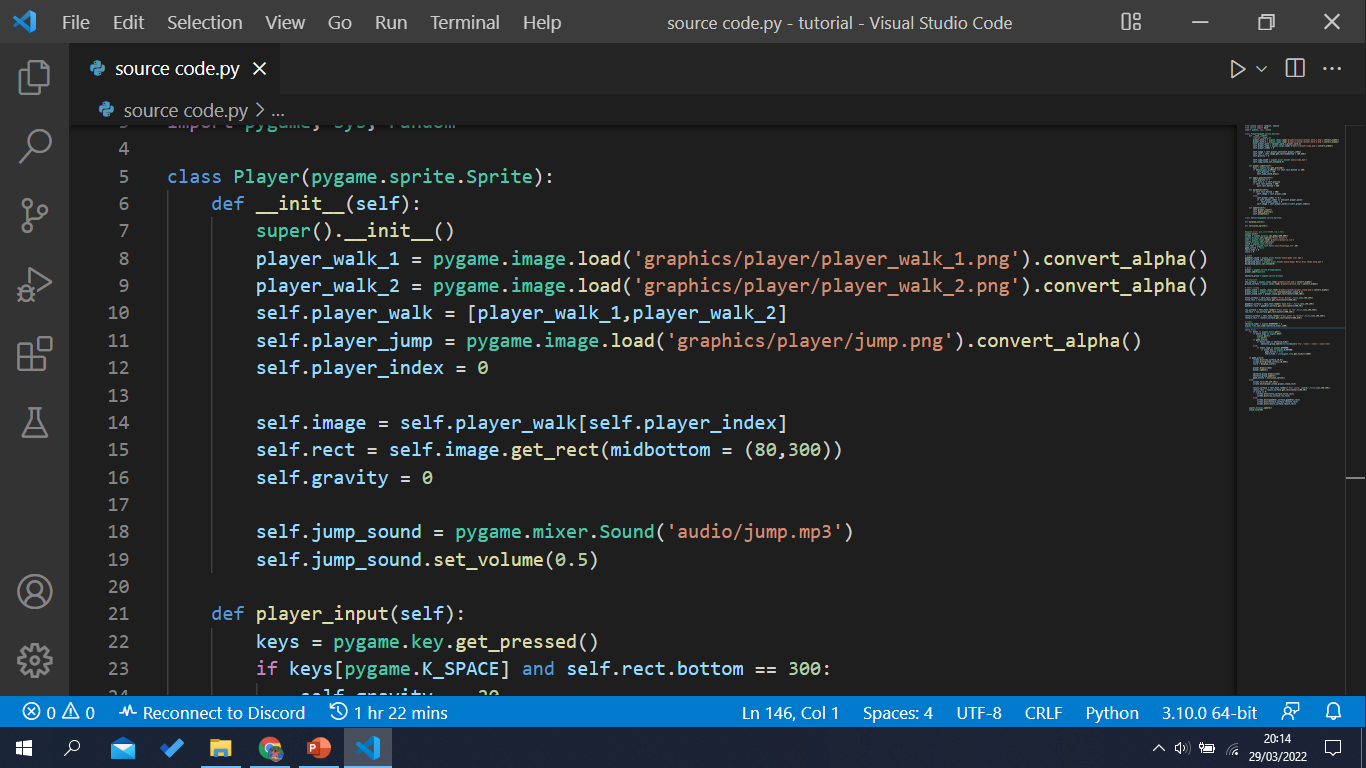 File Edit Selection View Go Run Terminal Help source code.py - tutorial - Visual Studio Code
source code.py
source code.py > ...
import pygame, sys, random
4
5 class Player(pygame.sprite.Sprite):
6 def __init__(self):
7 super().__init__()
8 player_walk_1 = pygame.image.load('graphics/player/player_walk_1.png').convert_alpha()
9 player_walk_2 = pygame.image.load('graphics/player/player_walk_2.png').convert_alpha()
10 self.player_walk = [player_walk_1,player_walk_2]
11 self.player_jump = pygame.image.load('graphics/player/jump.png').convert_alpha()
12 self.player_index = 0
13
14 self.image = self.player_walk[self.player_index]
15 self.rect = self.image.get_rect(midbottom = (80,300))
16 self.gravity = 0
17
18 self.jump_sound = pygame.mixer.Sound('audio/jump.mp3')
19 self.jump_sound.set_volume(0.5)
20
21 def player_input(self):
22 keys = pygame.key.get_pressed()
23 if keys[pygame.K_SPACE] and self.rect.bottom == 300:
24 self.gravity
0 0 Reconnect to Discord 1 hr 22 mins Ln 146, Col 1 Spaces: 4 UTF-8 CRLF Python 3.10.0 64-bit
20:14
29/03/2022